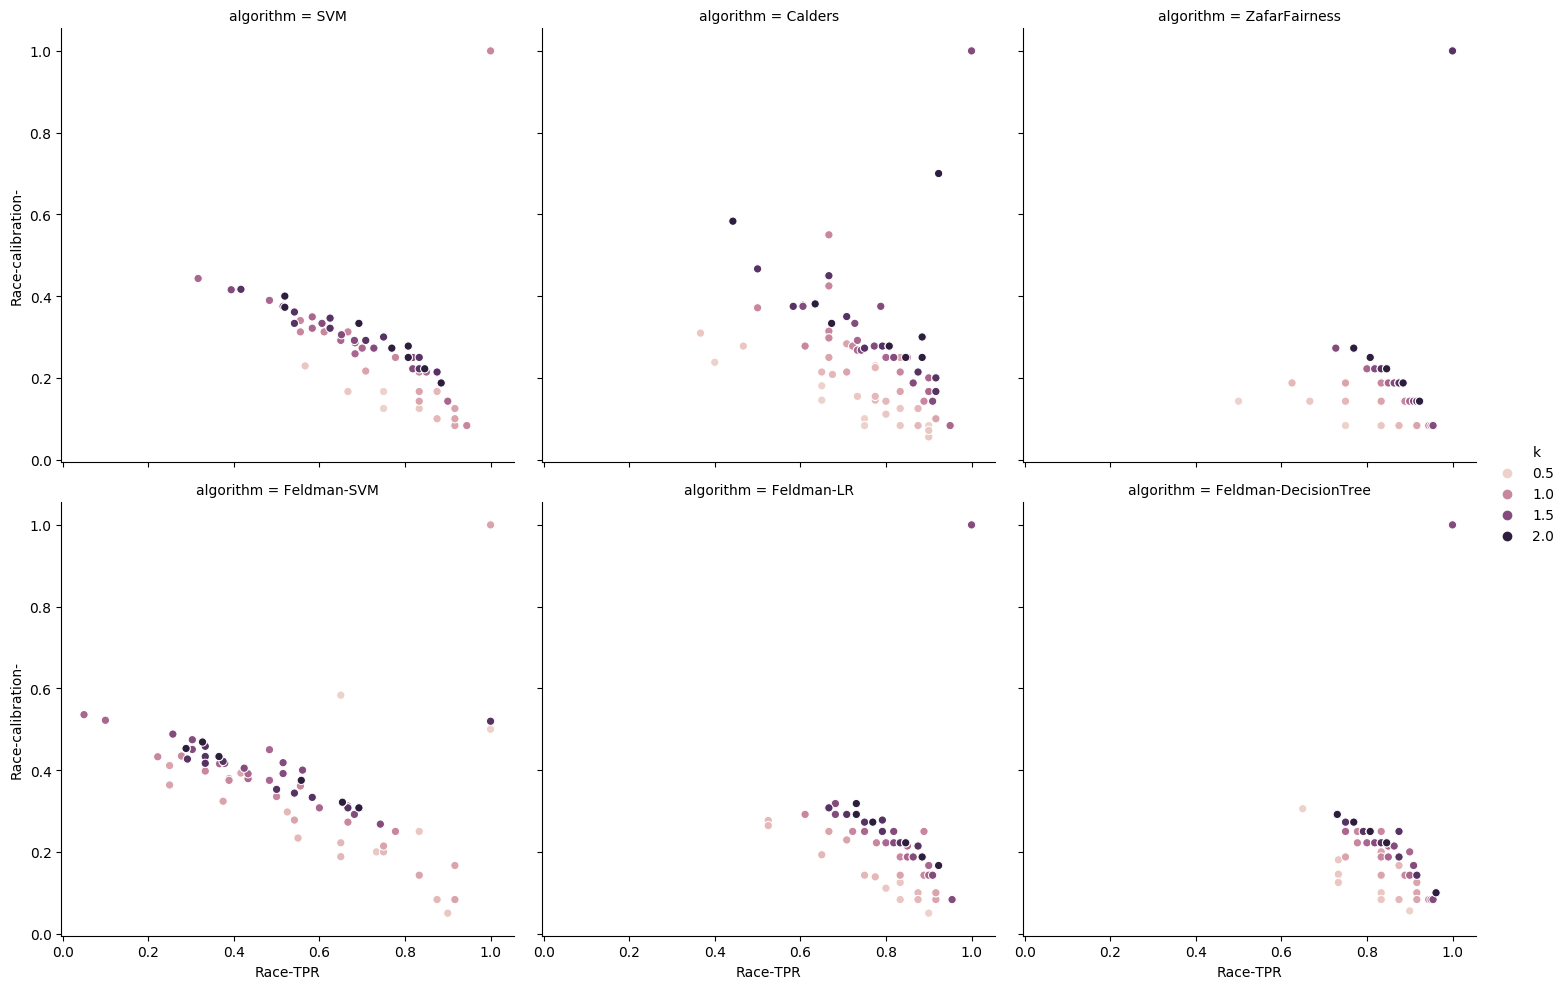 algorithm = SVM
algorithm = Calders
algorithm = ZafarFairness
1.0
0.8
0.6
0.4
0.2
0.0
Race-calibration-
0.0 0.2 0.4 0.6 0.8 1.0
0.0 0.2 0.4 0.6 0.8 1.0
0.0 0.2 0.4 0.6 0.8 1.0
k
0.5
1.0
1.5
2.0
algorithm = Feldman-SVM
algorithm = Feldman-LR
algorithm = Feldman-DecisionTree
1.0
0.8
0.6
0.4
0.2
0.0
Race-calibration-
Race-TPR
Race-TPR
Race-TPR